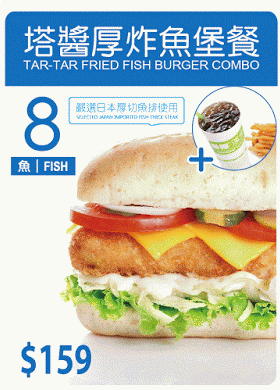 塔醬厚炸魚堡餐
TAR-TAR FRIED FISH BURGER COMBO
8
嚴選日本厚切魚排使用
SELECTED JAPAN IMPORTED FISH THICK STEAK
魚 | FISH
+
$159